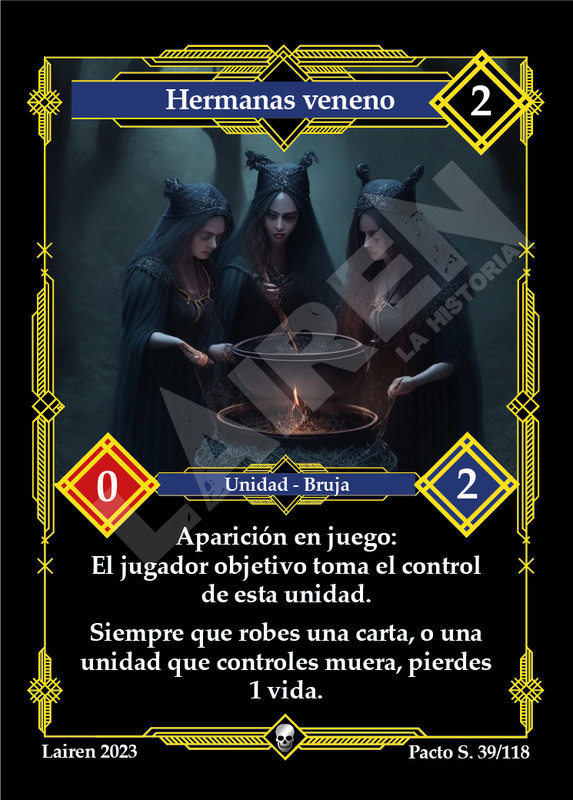 Hermanas veneno
2
LAIREN
LA HISTORIA
0
Unidad - Bruja
2
Aparición en juego:
El jugador objetivo toma el control
de esta unidad.
Siempre que robes una carta, o una
unidad que controles muera, pierdes
1 vida.
Lairen 2023
Pacto S. 39/118